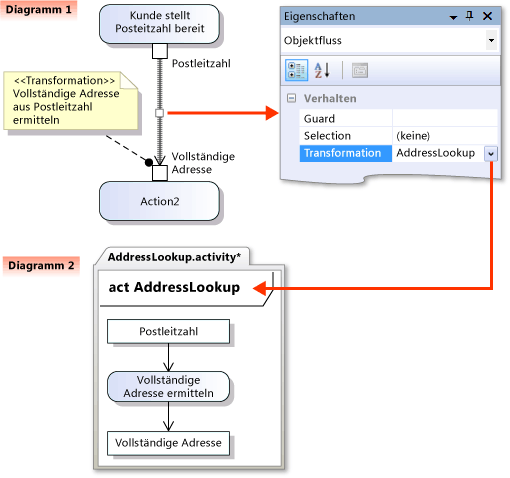 Diagramm 1
Kunde stellt
Posteitzahl bereit
Postleitzahl
<<Transformation>>
Vollständige Adresse
aus Postleitzahl
ermitteln
Vollständige
Adresse
Action2
Eigenschaften
Objektfluss
A
Z
Verhalten
Guard
Selection (keine)
Transformation AddressLookup
Diagramm 2
AddressLookup.activity*
act AddressLookup
Postleitzahl
Vollständige
Adresse ermitteln
Vollständige Adresse